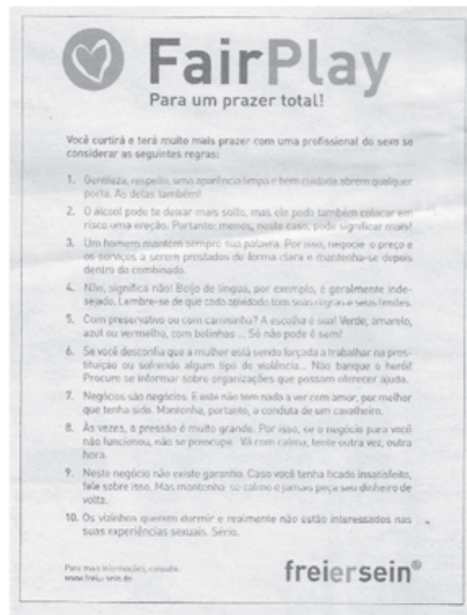 FairPlay
Para um prazer total!
Você curtirá e terá muito mais prazer com uma profissional do sexo se
considerar as seguintes regras:
1. Gentileza, respeito, uma aparência limpa e bem cuidada abrem qualquer
porta. As delas também!
2. O álcool pode te deixar mais solto, mas ele pode também colocar em
risco uma ereção. Portanto: menos, neste caso, pode significar mais!
3. Um homem mantém sempre sua palavra. Por isso, negocie o preço e
os serviços a serem prestados de forma clara e mantenha-se depois
dentro do combinado.
4. Não, significa não! Beijo de língua, por exemplo, é geralmente inde-
sejado. Lembre-se de que cada atividade tem suas regras e seus limites.
5. Com preservativo ou com camisinha? A escolha é sua! Verde, amarelo,
azul ou vermelho, com bolinhas ... Só não pode é sem!
6. Se você desconfia que a mulher está sendo forçada a trabalhar na pros-
tituição ou sofrendo algum tipo de violência... Não banque o herói!
Procure se informar sobre organizações que possam oferecer ajuda.
7. Negócios são negócios. E este não tem nada a ver com amor, por melhor
que tenha sido. Mantenha, portanto, a conduta de um cavalheiro.
8. Às vezes, a pressão é muito grande. Por isso, se o negócio para você
não funcionou, não se preocupe. Vá com calma, tente outra vez, outra
hora.
9. Neste negócio não existe garantia. Caso você tenha ficado insatisfeito,
fale sobre isso. Mas mantenha-se calmo e jamais peça seu dinheiro de
volta.
10. Os vizinhos querem dormir e realmente não estão interessados nas
suas experiências sexuais. Sério.
Para mais informações, consulte:
www.freiersein.de
freiersein®